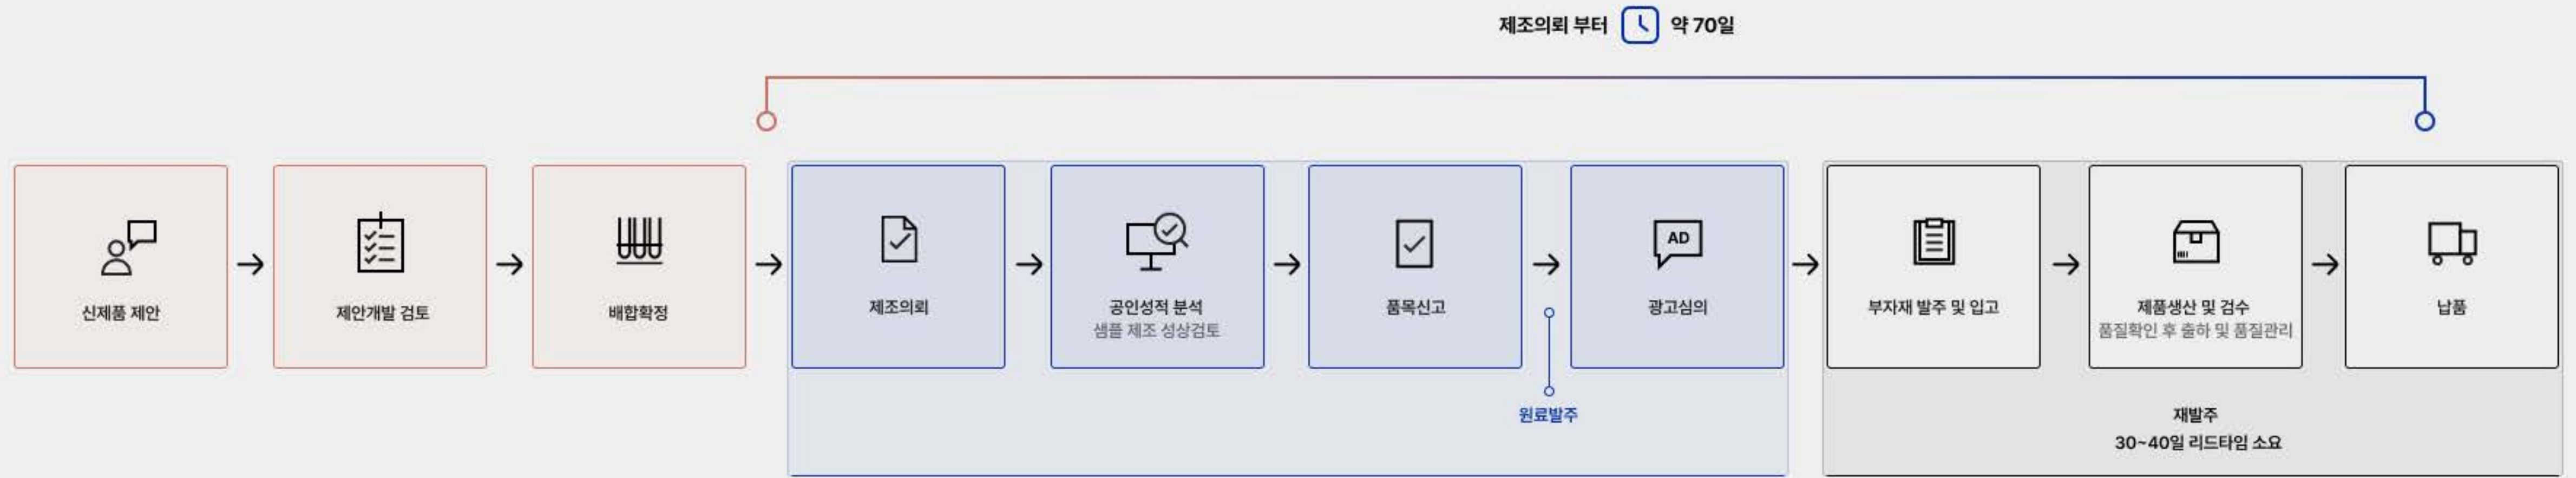 제조의뢰 부터 약 70일
신제품 제안
제안개발 검토
배합확정
제조의뢰
공인성적 분석
샘플 제조 성상검토
품목신고
원료발주
AD
광고심의
부자재 발주 및 입고
제품생산 및 검수
품질확인 후 출하 및 품질관리
납품
재발주
30~40일 리드타임 소요